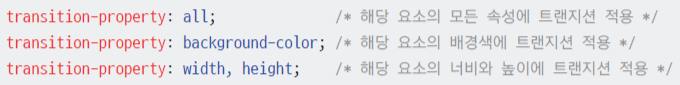 transition-property: all; /* 해당 요소의 모든 속성에 트랜지션 적용 */
transition-property: background-color; /* 해당 요소의 배경색에 트랜지션 적용 */
transition-property: width, height; /* 해당 요소의 너비와 높이에 트랜지션 적용 */